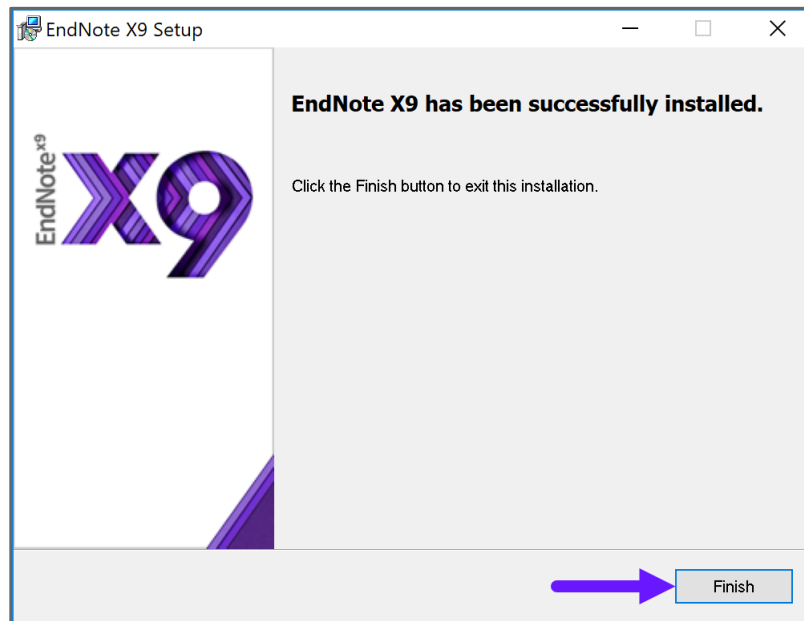 EndNote X9 Setup
EndNote x9
X9
EndNote X9 has been successfully installed.
Click the Finish button to exit this installation.
Finish